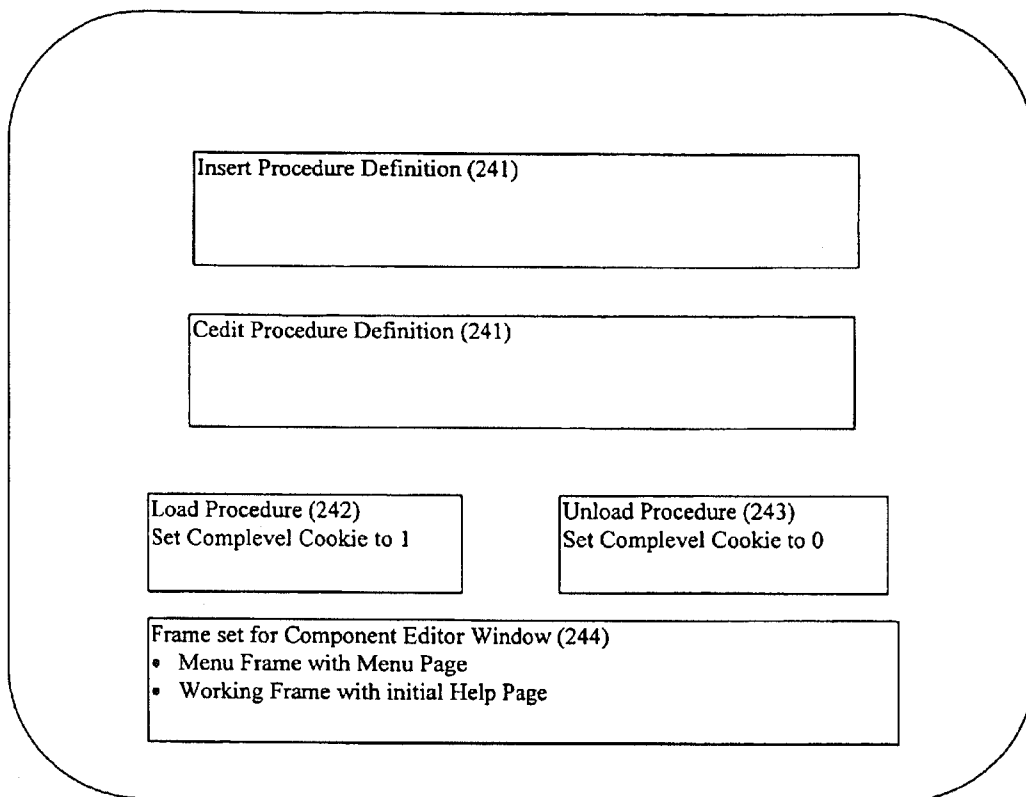 Insert Procedure Definition (241)
Cedit Procedure Definition (241)
Load Procedure (242)
Set Complevel Cookie to 1
Unload Procedure (243)
Set Complevel Cookie to 0
Frame set for Component Editor Window (244)
• Menu Frame with Menu Page
• Working Frame with initial Help Page